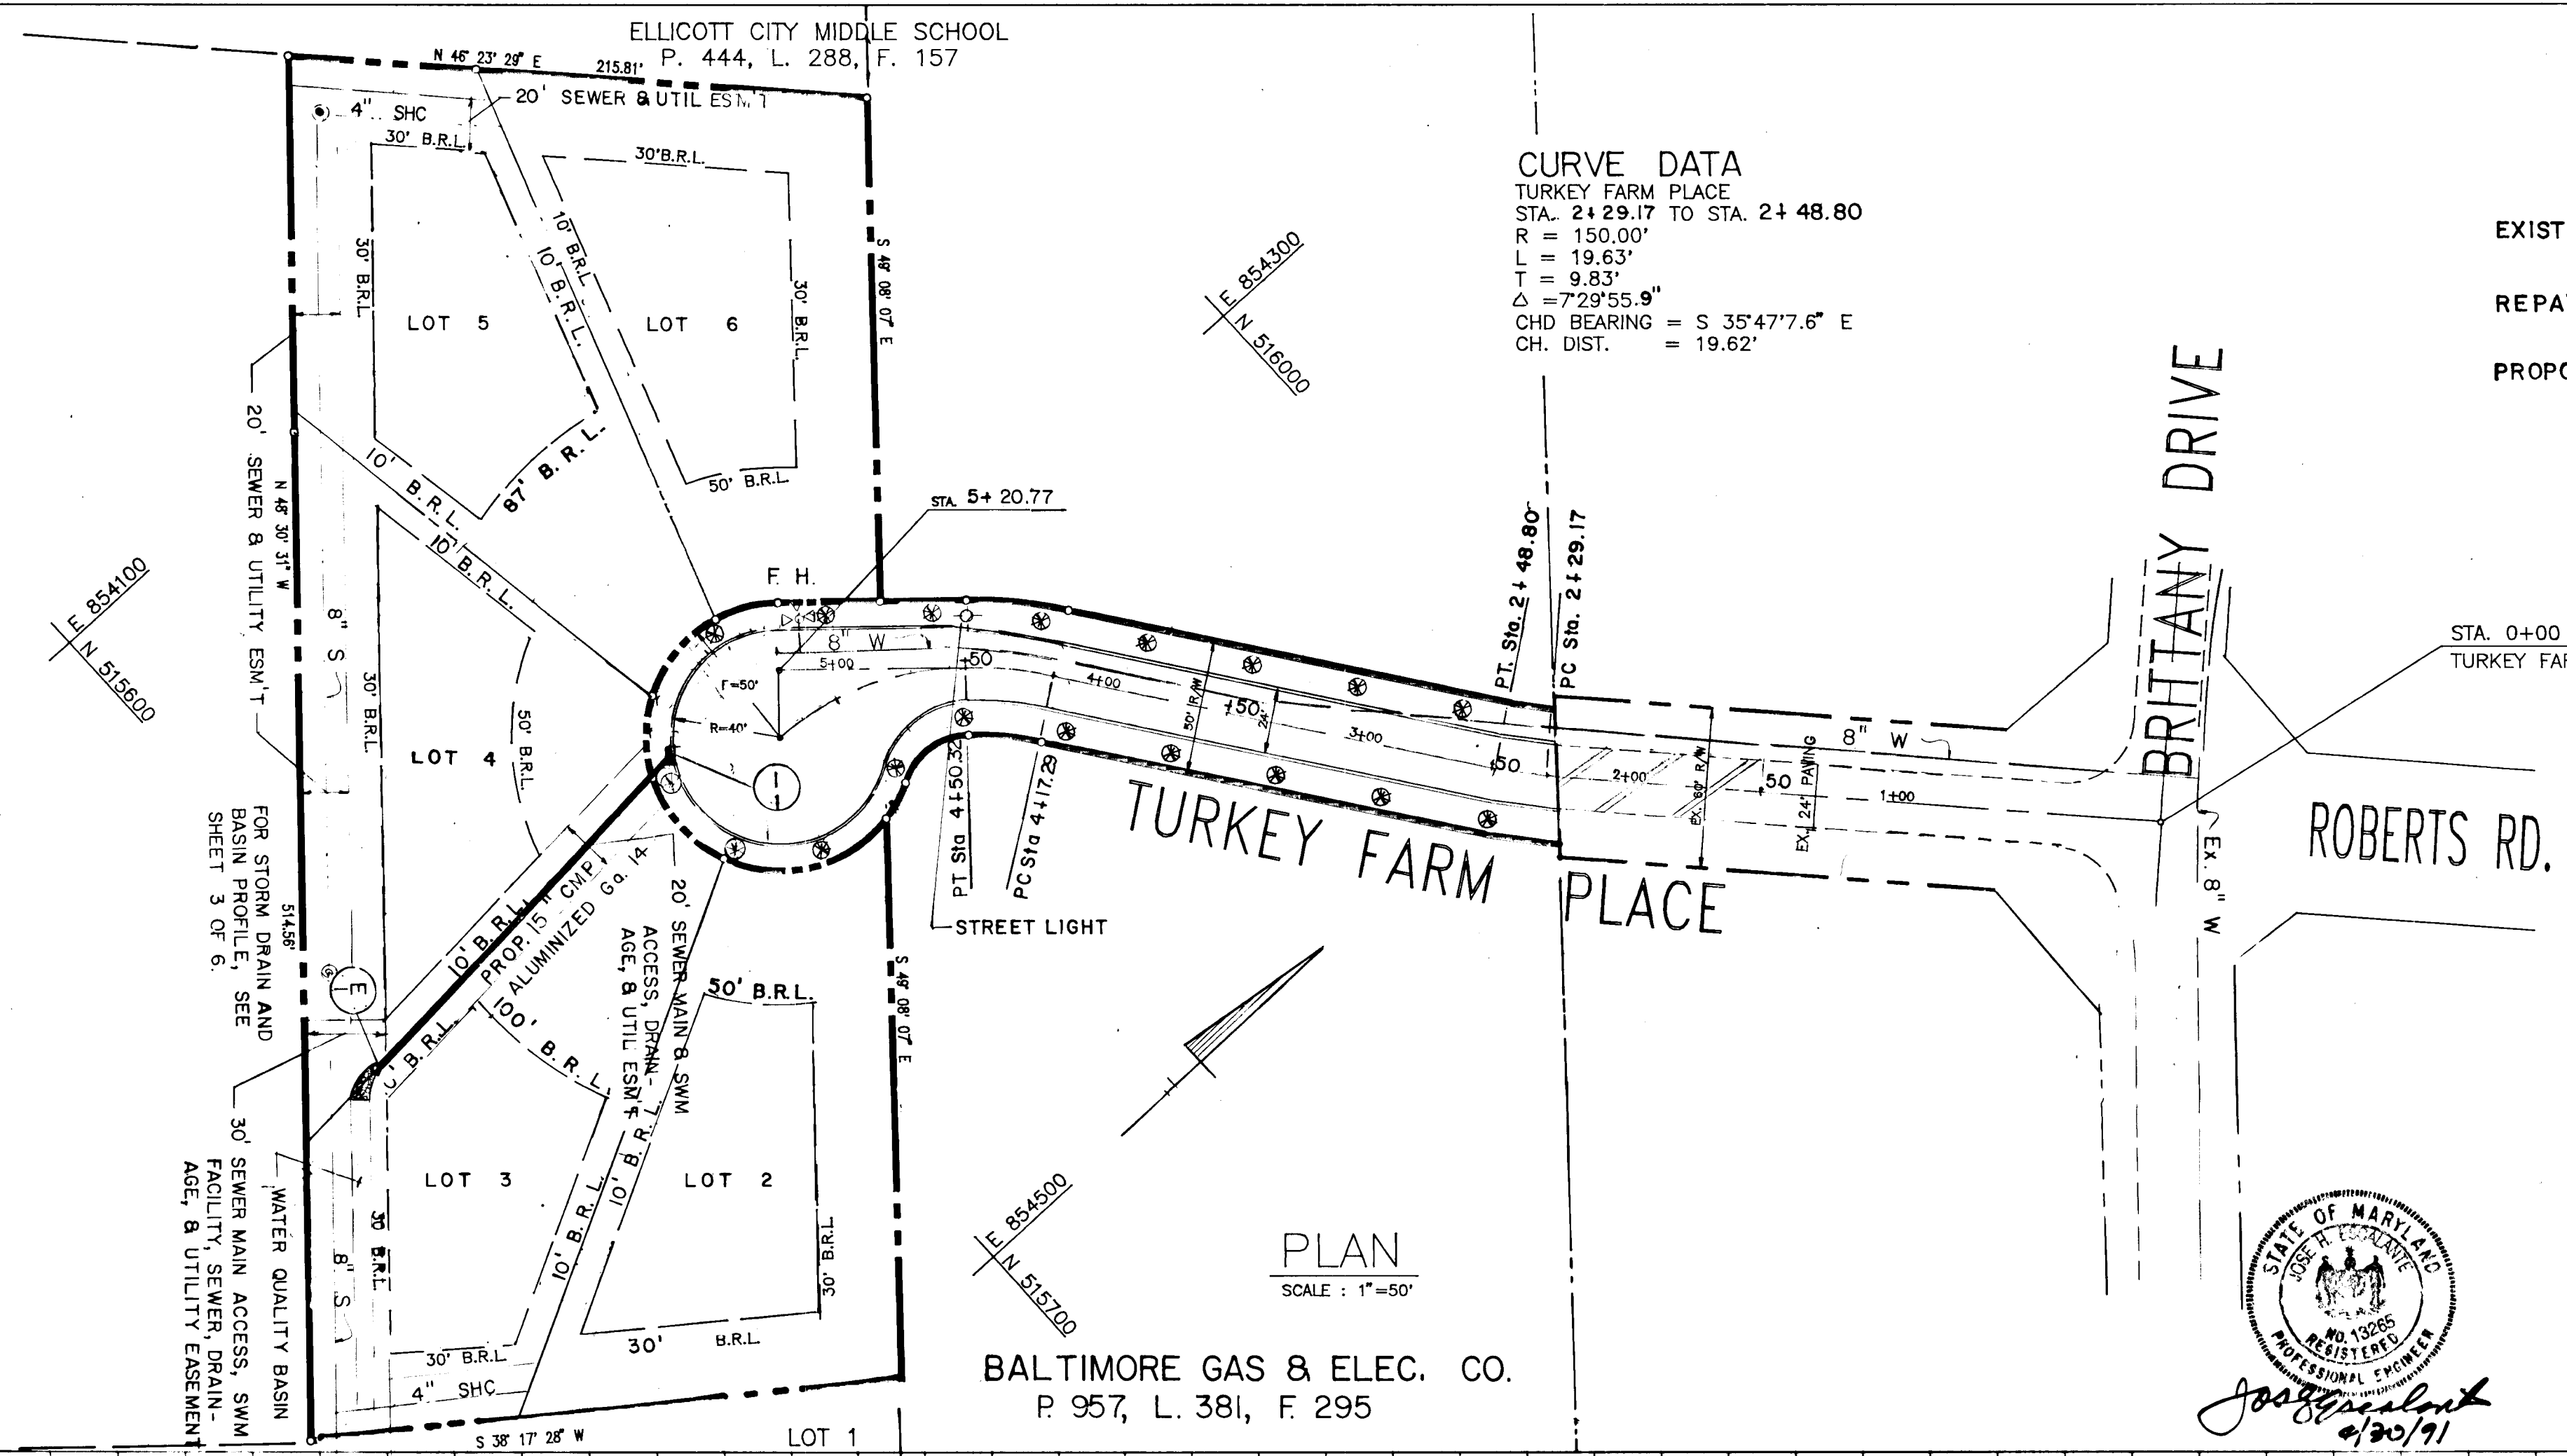 ELLICOTT CITY MIDDLE SCHOOL
P. 444, L. 288, F. 157
N 46° 23' 29" E
215.81'
20' SEWER & UTIL ESM'T
4" SHC
30' B.R.L.
30' B.R.L.
10' B.R.L.
10' B.R.L.
30' B.R.L.
30' B.R.L.
S 49° 08' 07" E
LOT 5
LOT 6
87' B.R.L.
50' B.R.L.
10' B.R.L.
10' B.R.L.
CURVE DATA
TURKEY FARM PLACE
STA. 2+29.17 TO STA. 2+48.80
R = 150.00'
L = 19.63'
T = 9.83'
Δ =7°29'55.9"
CHD BEARING = S 35°47'7.6" E
CH. DIST. = 19.62'
E 854300
N 516000
EXIST
REPA
PROPO
BRITTANY DRIVE
STA. 0+00
TURKEY FAR
ROBERTS RD.
Ex. 8" W
20' SEWER & UTILITY ESM'T
N 48° 30' 31" W
514.56'
E 854100
N 515600
8" S
30' B.R.L.
LOT 4
50' B.R.L.
STA. 5+20.77
F. H.
8" W
5+00
+50
4+00
+50
3+00
+50
2+00
50
1+00
R=40'
50' R/W
24'
PT. Sta. 2+48.80
PC Sta. 2+29.17
EX. 60' R/W
EX. 24' PAVING
8" W
PT Sta 4+50.32
PC Sta 4+17.29
STREET LIGHT
TURKEY FARM PLACE
I
FOR STORM DRAIN AND
BASIN PROFILE, SEE
SHEET 3 OF 6.
E
1
10' B.R.L.
PROP. 15" CMP
ALUMINIZED Ga. 14
20' SEWER MAIN & SWM
ACCESS, DRAIN-
AGE, & UTIL ESM'T
100' B.R.L.
50' B.R.L.
S 49° 08' 07" E
B.R.L.
LOT 3
LOT 2
10' B.R.L.
10' B.R.L.
30' B.R.L.
30' B.R.L.
8" S
30' B.R.L.
30' B.R.L.
4" SHC
S 38° 17' 28" W
LOT 1
WATER QUALITY BASIN
30' SEWER MAIN ACCESS, SWM
FACILITY, SEWER, DRAIN-
AGE, & UTILITY EASEMENT
E 854500
N 515700
PLAN
SCALE : 1"=50'
BALTIMORE GAS & ELEC. CO.
P. 957, L. 381, F. 295
STATE OF MARYLAND
JOSE H. ESCALANTE
NO. 13265
REGISTERED
PROFESSIONAL ENGINEER
4/30/91